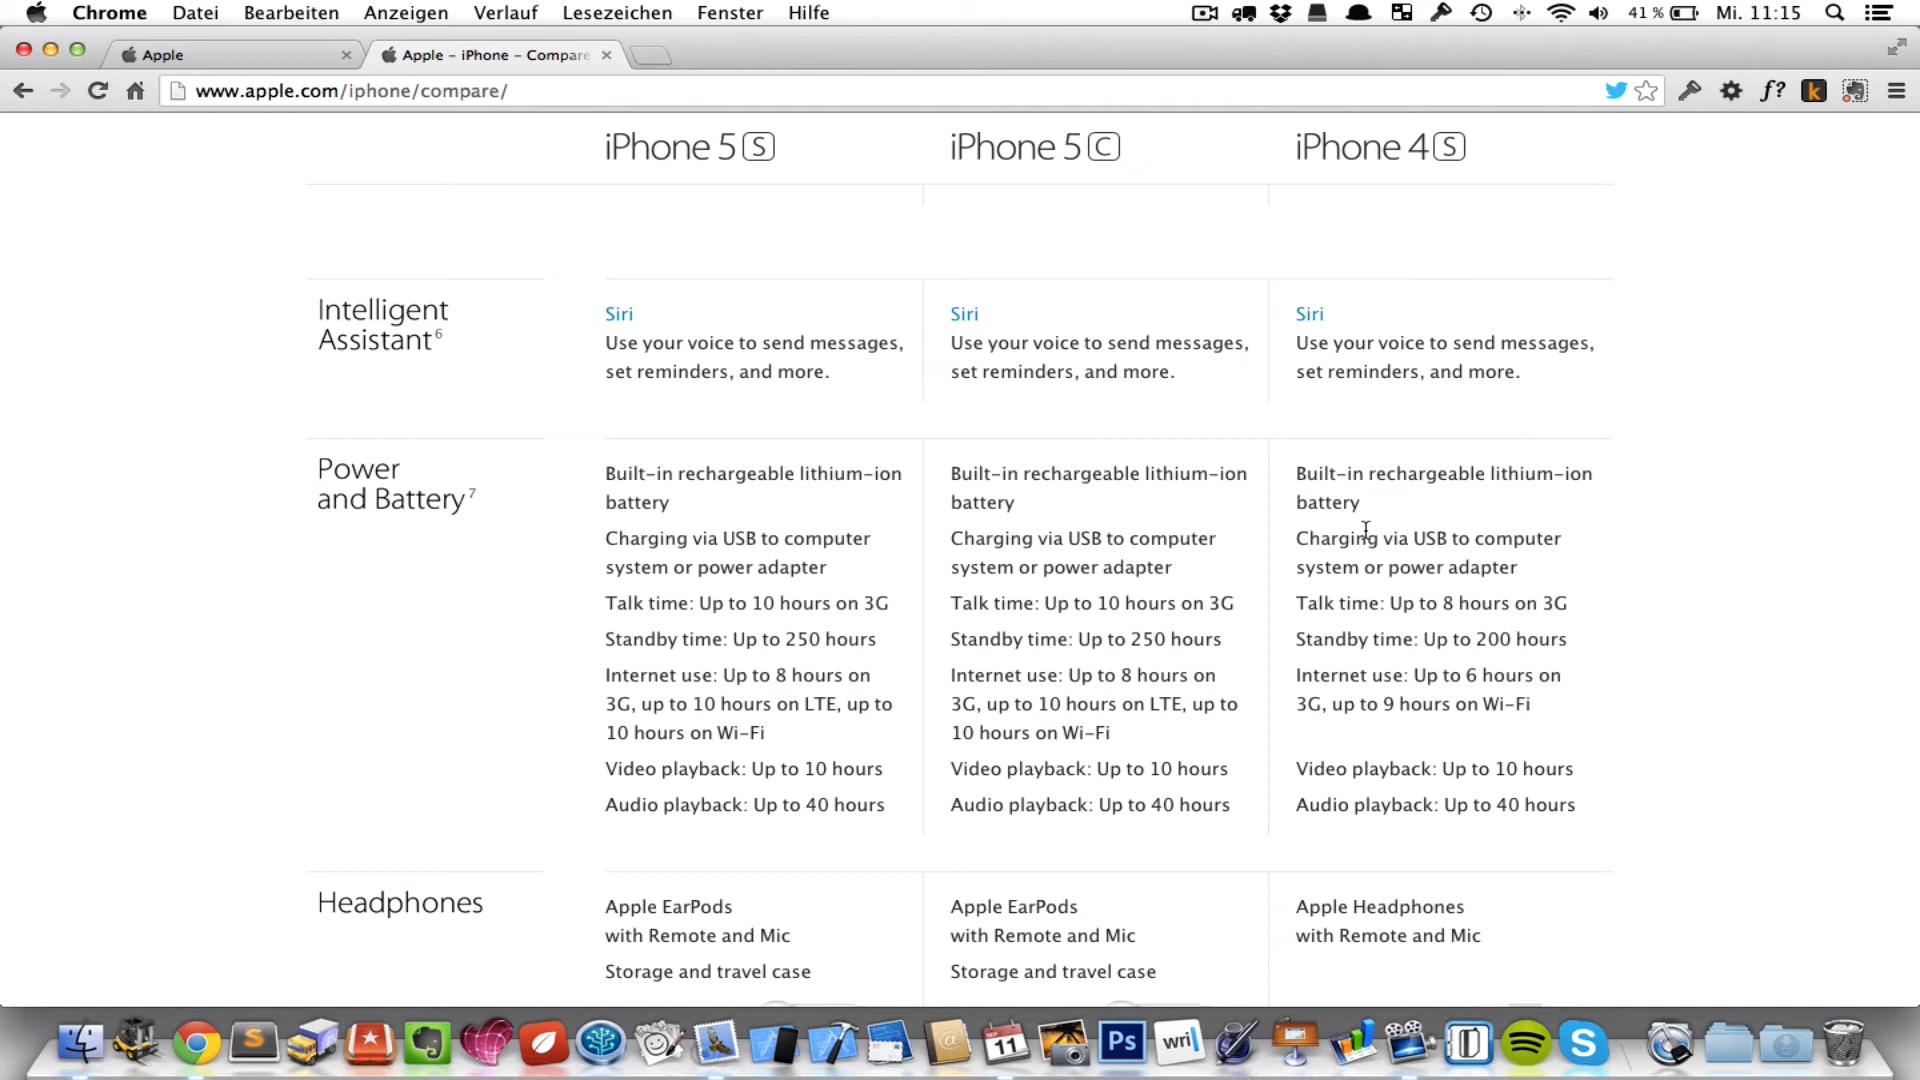 Chrome Datei Bearbeiten Anzeigen Verlauf Lesezeichen Fenster Hilfe 41 % Mi. 11:15
Apple
Apple – iPhone – Compare
www.apple.com/iphone/compare/
f?
k
iPhone 5 S
iPhone 5 C
iPhone 4 S
Intelligent
Assistant 6
Siri
Use your voice to send messages,
set reminders, and more.
Siri
Use your voice to send messages,
set reminders, and more.
Siri
Use your voice to send messages,
set reminders, and more.
Power
and Battery 7
Built-in rechargeable lithium-ion
battery
Charging via USB to computer
system or power adapter
Talk time: Up to 10 hours on 3G
Standby time: Up to 250 hours
Internet use: Up to 8 hours on
3G, up to 10 hours on LTE, up to
10 hours on Wi-Fi
Video playback: Up to 10 hours
Audio playback: Up to 40 hours
Built-in rechargeable lithium-ion
battery
Charging via USB to computer
system or power adapter
Talk time: Up to 10 hours on 3G
Standby time: Up to 250 hours
Internet use: Up to 8 hours on
3G, up to 10 hours on LTE, up to
10 hours on Wi-Fi
Video playback: Up to 10 hours
Audio playback: Up to 40 hours
Built-in rechargeable lithium-ion
battery
Charging via USB to computer
system or power adapter
Talk time: Up to 8 hours on 3G
Standby time: Up to 200 hours
Internet use: Up to 6 hours on
3G, up to 9 hours on Wi-Fi
Video playback: Up to 10 hours
Audio playback: Up to 40 hours
Headphones
Apple EarPods
with Remote and Mic
Storage and travel case
Apple EarPods
with Remote and Mic
Storage and travel case
Apple Headphones
with Remote and Mic
S
@
11
Ps
wri
S